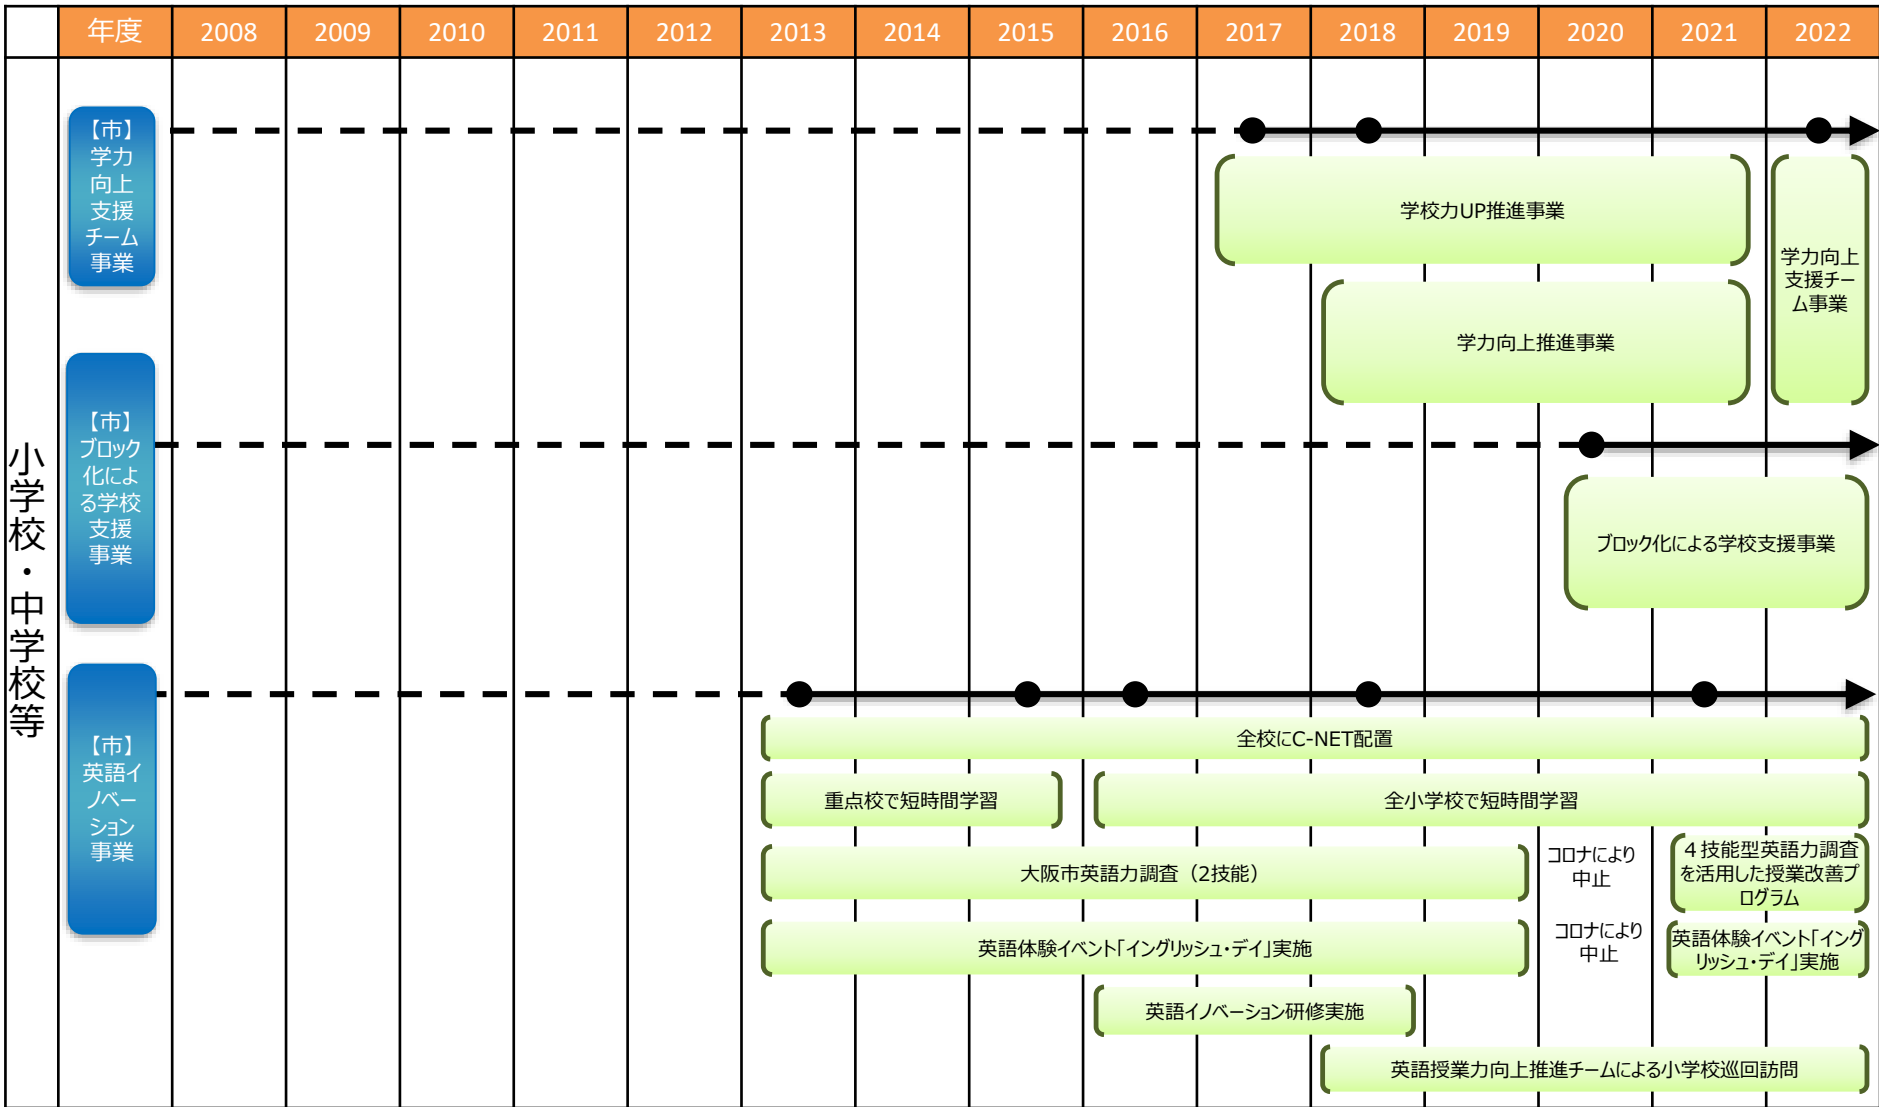 年度 2008 2009 2010 2011 2012 2013 2014 2015 2016 2017 2018 2019 2020 2021 2022
小学校・中学校等
【市】
学力
向上
支援
チーム
事業
学校力UP推進事業
学力向上推進事業
学力向上
支援チー
ム事業
【市】
ブロック
化によ
る学校
支援
事業
ブロック化による学校支援事業
【市】
英語イ
ノベー
ション
事業
全校にC-NET配置
重点校で短時間学習
全小学校で短時間学習
大阪市英語力調査（2技能）
コロナにより
中止
４技能型英語力調査
を活用した授業改善プ
ログラム
英語体験イベント「イングリッシュ・デイ」実施
コロナにより
中止
英語体験イベント「イング
リッシュ・デイ」実施
英語イノベーション研修実施
英語授業力向上推進チームによる小学校巡回訪問